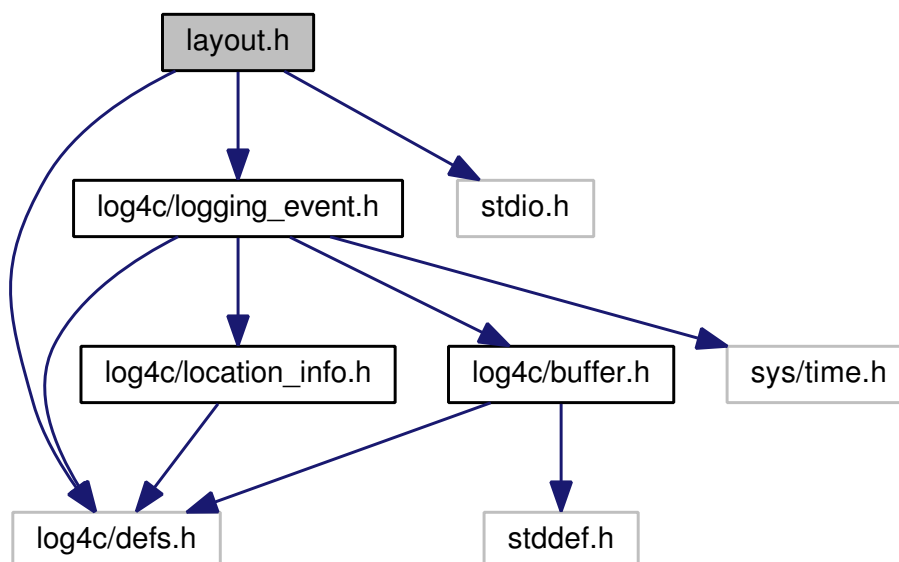 layout.h
log4c/logging_event.h
stdio.h
log4c/location_info.h
log4c/buffer.h
sys/time.h
log4c/defs.h
stddef.h